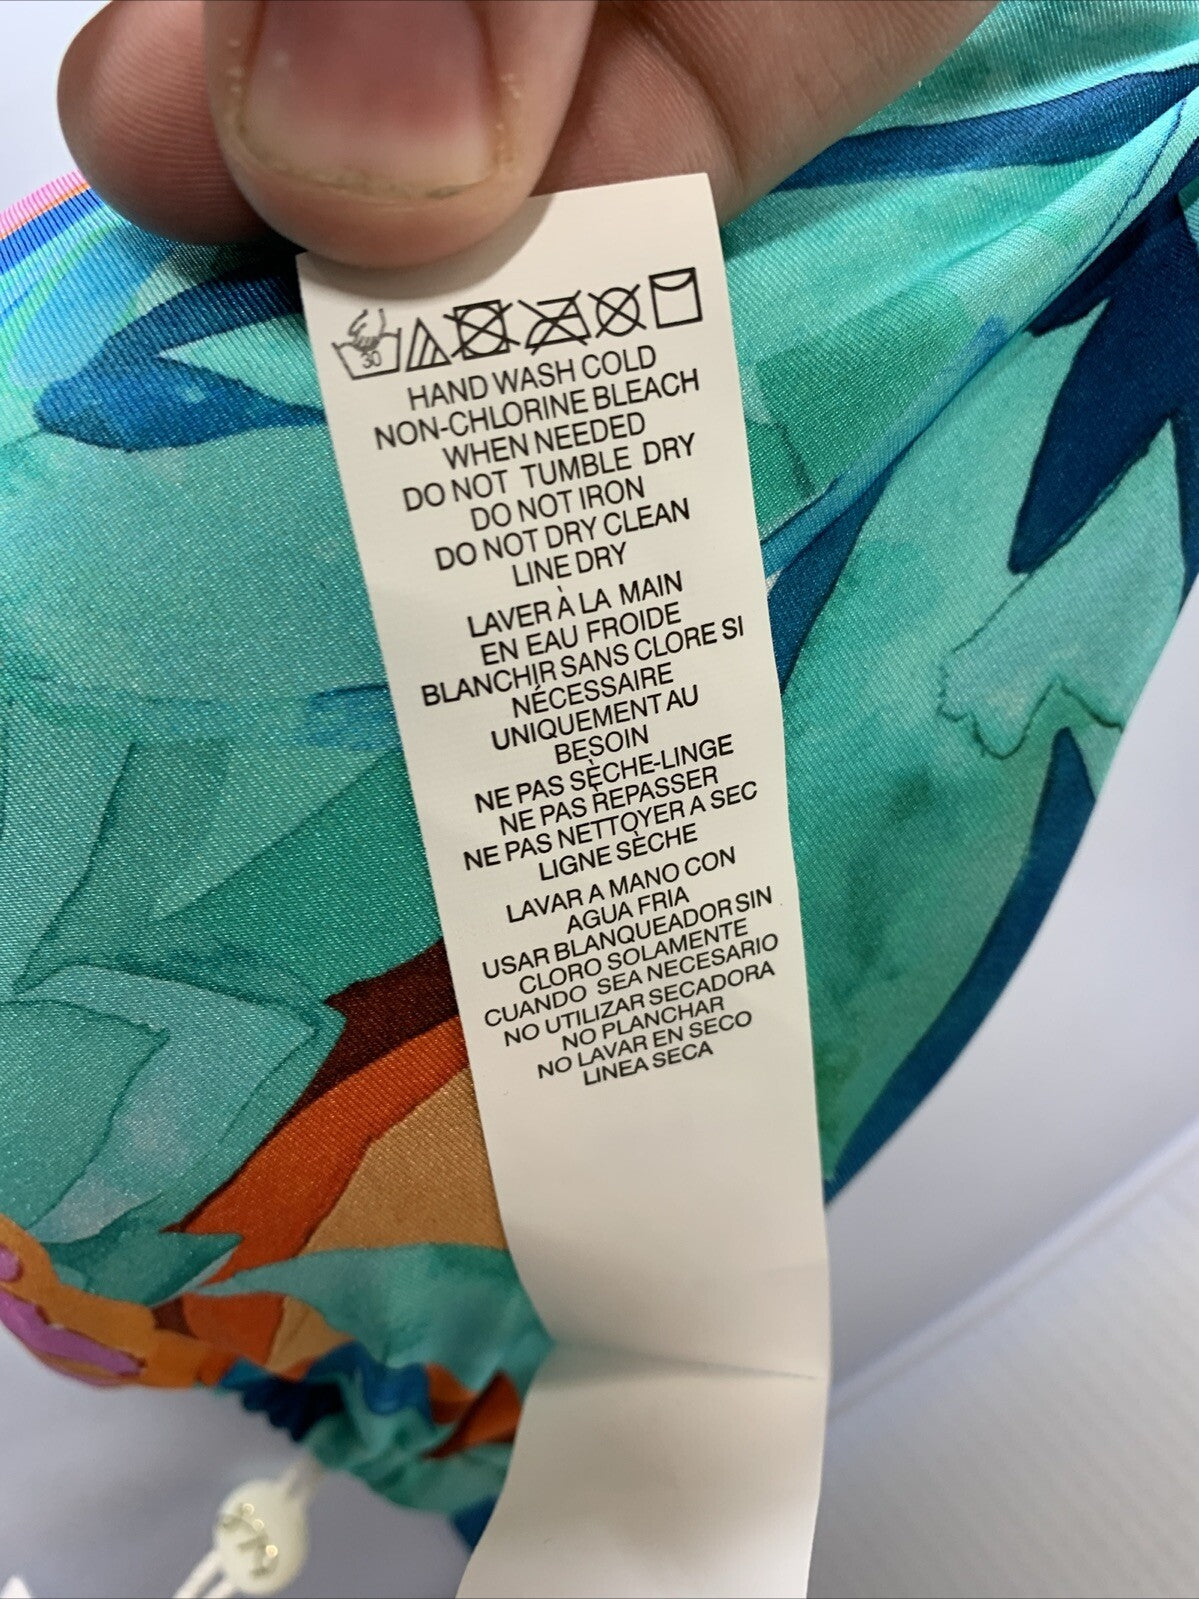 30
HAND WASH COLD
NON-CHLORINE BLEACH
WHEN NEEDED
DO NOT TUMBLE DRY
DO NOT IRON
DO NOT DRY CLEAN
LINE DRY
LAVER À LA MAIN
EN EAU FROIDE
BLANCHIR SANS CLORE SI
NÉCESSAIRE
UNIQUEMENT AU
BESOIN
NE PAS SÈCHE-LINGE
NE PAS REPASSER
NE PAS NETTOYER A SEC
LIGNE SÈCHE
LAVAR A MANO CON
AGUA FRIA
USAR BLANQUEADOR SIN
CLORO SOLAMENTE
CUANDO SEA NECESARIO
NO UTILIZAR SECADORA
NO PLANCHAR
NO LAVAR EN SECO
LINEA SECA